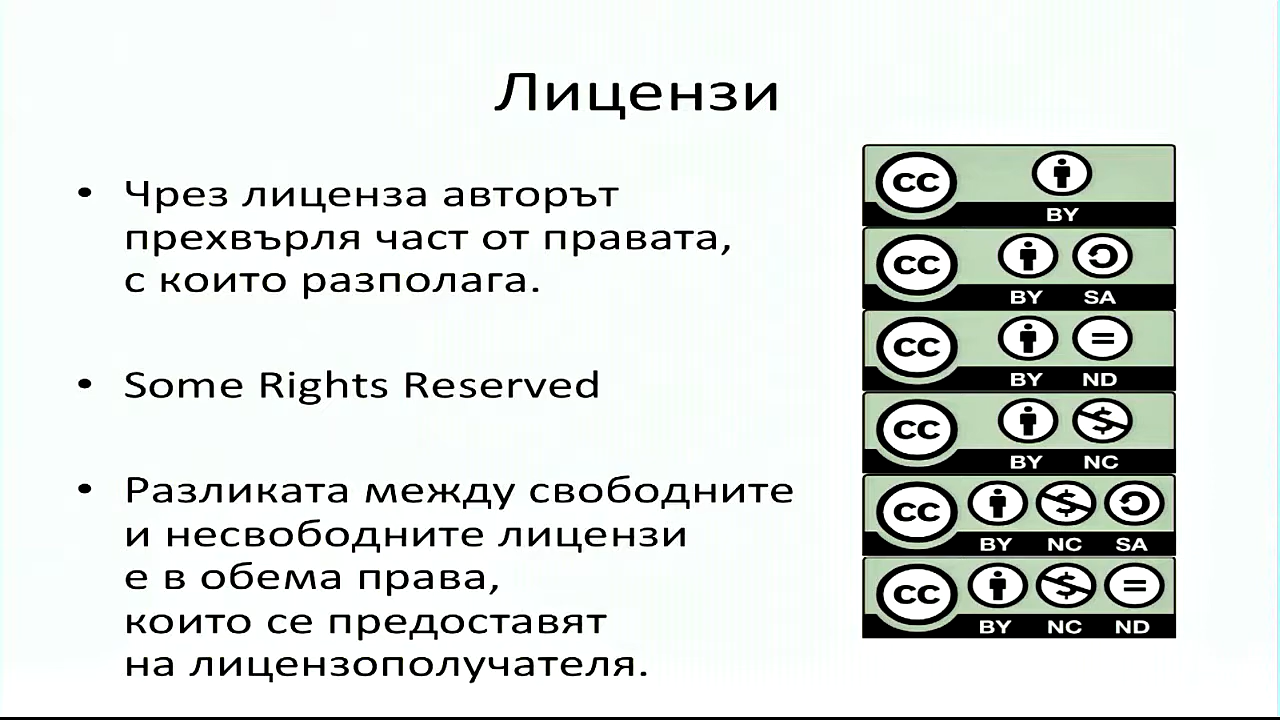 Лицензи
• Чрез лиценза авторът
прехвърля част от правата,
с които разполага.
• Some Rights Reserved
• Разликата между свободните
и несвободните лицензи
е в обема права,
които се предоставят
на лицензополучателя.
CC
BY
CC
BY SA
CC
BY ND
CC
BY NC
CC
BY NC SA
CC
BY NC ND